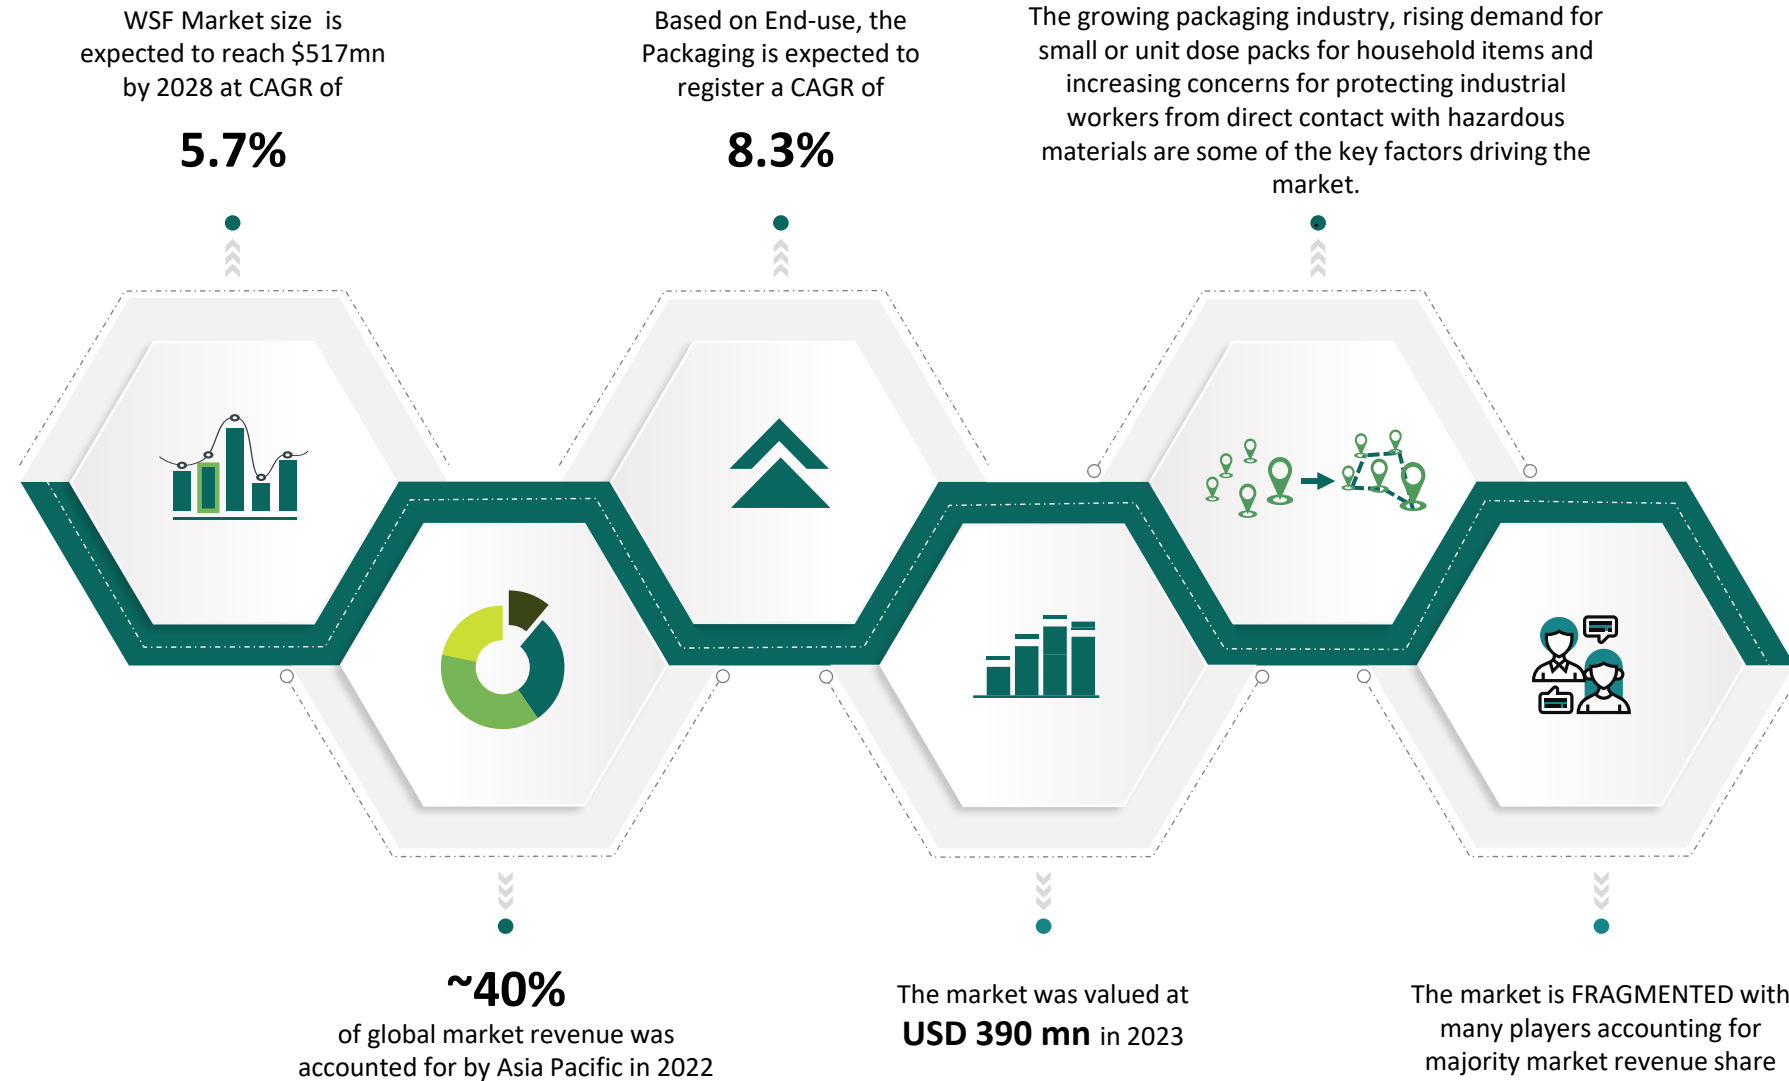 WSF Market size  is
expected to reach $517mn
by 2028 at CAGR of
5.7%
Based on End-use, the
Packaging is expected to
register a CAGR of
8.3%
The growing packaging industry, rising demand for
small or unit dose packs for household items and
increasing concerns for protecting industrial
workers from direct contact with hazardous
materials are some of the key factors driving the
market.
.
~40%
of global market revenue was
accounted for by Asia Pacific in 2022
The market was valued at
USD 390 mn in 2023
The market is FRAGMENTED with
many players accounting for
majority market revenue share